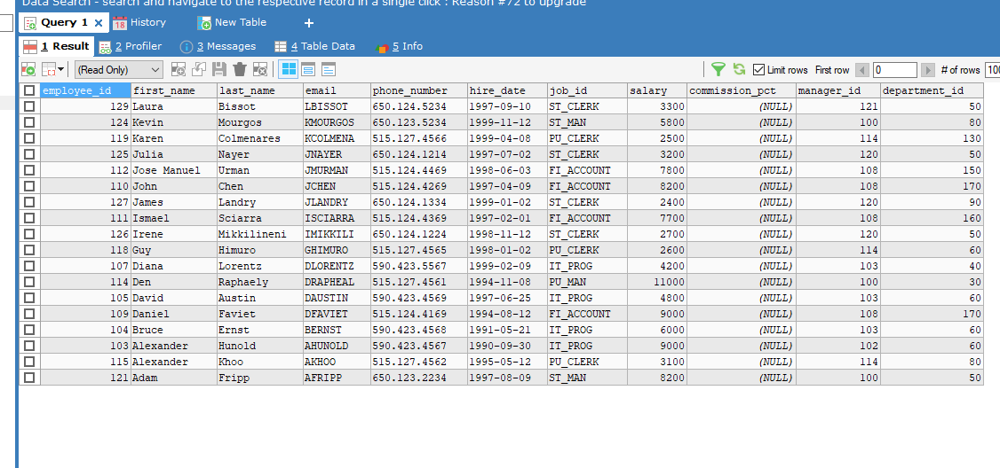 Data Search - search and navigate to the respective record in a single click : Reason #72 to upgrade
Query 1 History New Table
1 Result 2 Profiler 3 Messages 4 Table Data 5 Info
(Read Only) Limit rows First row 0 # of rows
employee_id first_name last_name email phone_number hire_date job_id salary commission_pct manager_id department_id
129 Laura Bissot LBISSOT 650.124.5234 1997-09-10 ST_CLERK 3300 (NULL) 121 50
124 Kevin Mourgos KMOURGOS 650.123.5234 1999-11-12 ST_MAN 5800 (NULL) 100 80
119 Karen Colmenares KCOLMENA 515.127.4566 1999-04-08 PU_CLERK 2500 (NULL) 114 130
125 Julia Nayer JNAYER 650.124.1214 1997-07-02 ST_CLERK 3200 (NULL) 120 50
112 Jose Manuel Urman JMURMAN 515.124.4469 1998-06-03 FI_ACCOUNT 7800 (NULL) 108 150
110 John Chen JCHEN 515.124.4269 1997-04-09 FI_ACCOUNT 8200 (NULL) 108 170
127 James Landry JLANDRY 650.124.1334 1999-01-02 ST_CLERK 2400 (NULL) 120 90
111 Ismael Sciarra ISCIARRA 515.124.4369 1997-02-01 FI_ACCOUNT 7700 (NULL) 108 160
126 Irene Mikkilineni IMIKKILI 650.124.1224 1998-11-12 ST_CLERK 2700 (NULL) 120 50
118 Guy Himuro GHIMURO 515.127.4565 1998-01-02 PU_CLERK 2600 (NULL) 114 60
107 Diana Lorentz DLORENTZ 590.423.5567 1999-02-09 IT_PROG 4200 (NULL) 103 40
114 Den Raphaely DRAPHEAL 515.127.4561 1994-11-08 PU_MAN 11000 (NULL) 100 30
105 David Austin DAUSTIN 590.423.4569 1997-06-25 IT_PROG 4800 (NULL) 103 60
109 Daniel Faviet DFAVIET 515.124.4169 1994-08-12 FI_ACCOUNT 9000 (NULL) 108 170
104 Bruce Ernst BERNST 590.423.4568 1991-05-21 IT_PROG 6000 (NULL) 103 60
103 Alexander Hunold AHUNOLD 590.423.4567 1990-09-30 IT_PROG 9000 (NULL) 102 60
115 Alexander Khoo AKHOO 515.127.4562 1995-05-12 PU_CLERK 3100 (NULL) 114 80
121 Adam Fripp AFRIPP 650.123.2234 1997-08-09 ST_MAN 8200 (NULL) 100 50